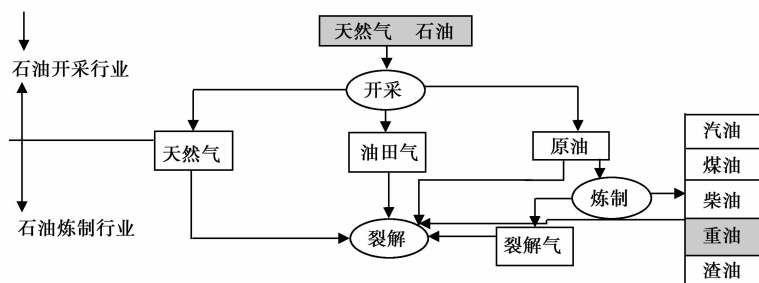 天然气 石油
石油开采行业
开采
天然气
油田气
原油
汽油
煤油
柴油
重油
渣油
炼制
石油炼制行业
裂解
裂解气